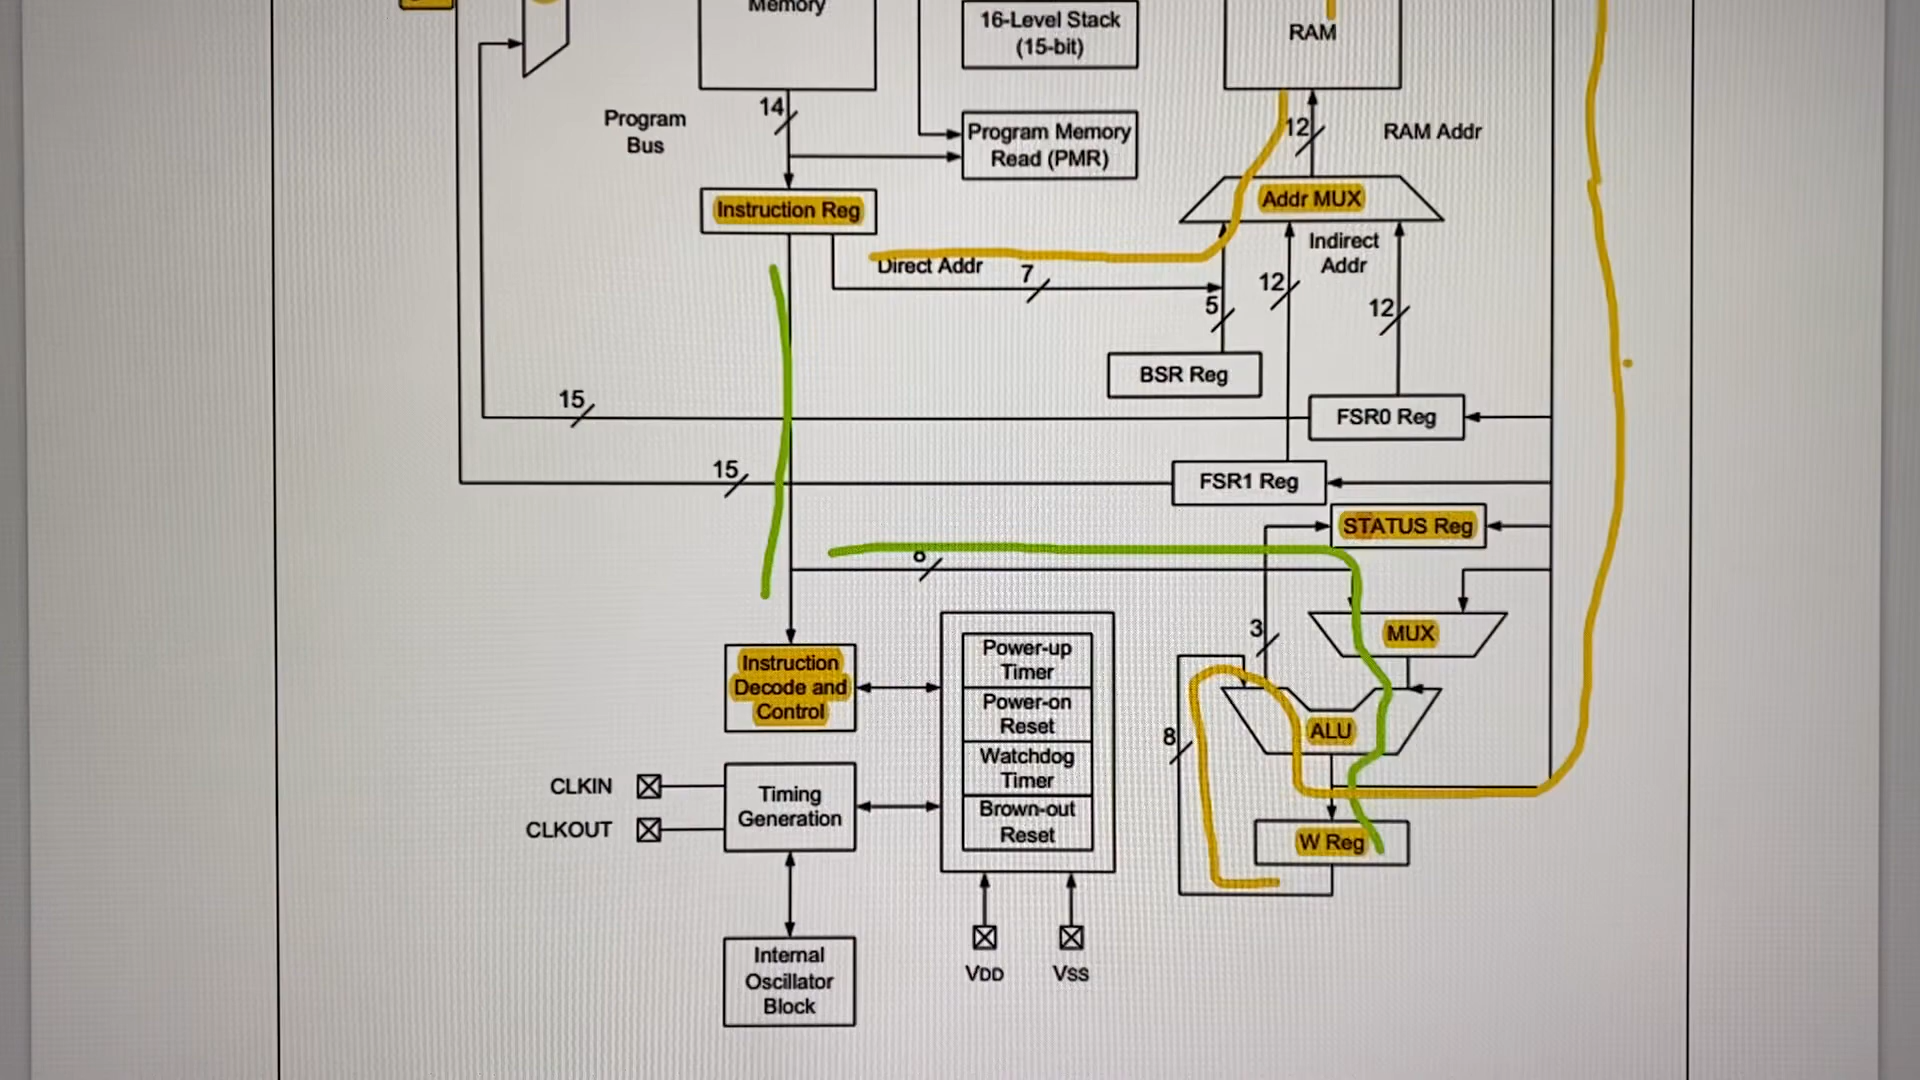 Memory
16-Level Stack
(15-bit)
RAM
14
Program
Bus
Program Memory
Read (PMR)
12
RAM Addr
Instruction Reg
Addr MUX
Direct Addr
7
Indirect
Addr
5
12
12
BSR Reg
15
FSR0 Reg
15
FSR1 Reg
STATUS Reg
8
3
MUX
Instruction
Decode and
Control
Power-up
Timer
Power-on
Reset
Watchdog
Timer
Brown-out
Reset
8
ALU
CLKIN
CLKOUT
Timing
Generation
W Reg
Internal
Oscillator
Block
VDD
VSS